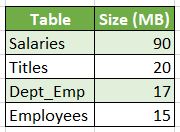 Table Size (MB)
Salaries 90
Titles 20
Dept_Emp 17
Employees 15